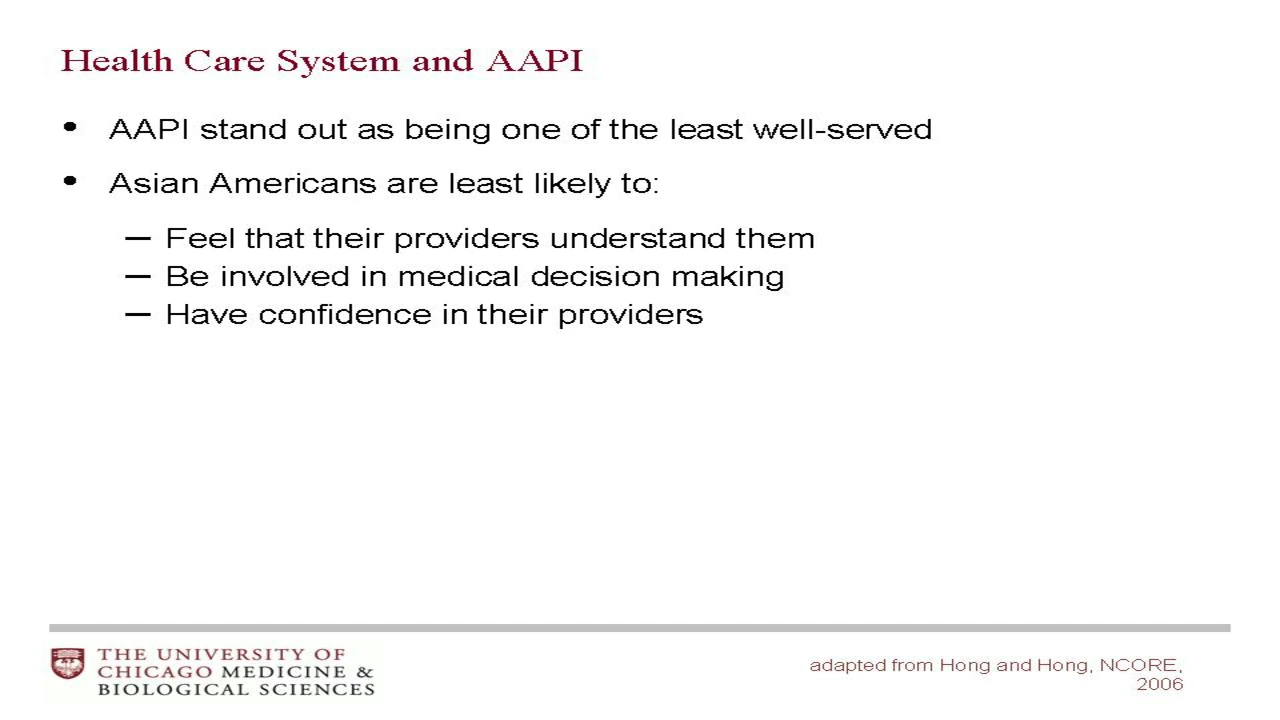 Health Care System and AAPI
• AAPI stand out as being one of the least well-served
• Asian Americans are least likely to:
— Feel that their providers understand them
— Be involved in medical decision making
— Have confidence in their providers
THE UNIVERSITY OF
CHICAGO MEDICINE &
BIOLOGICAL SCIENCES
adapted from Hong and Hong, NCORE,
2006